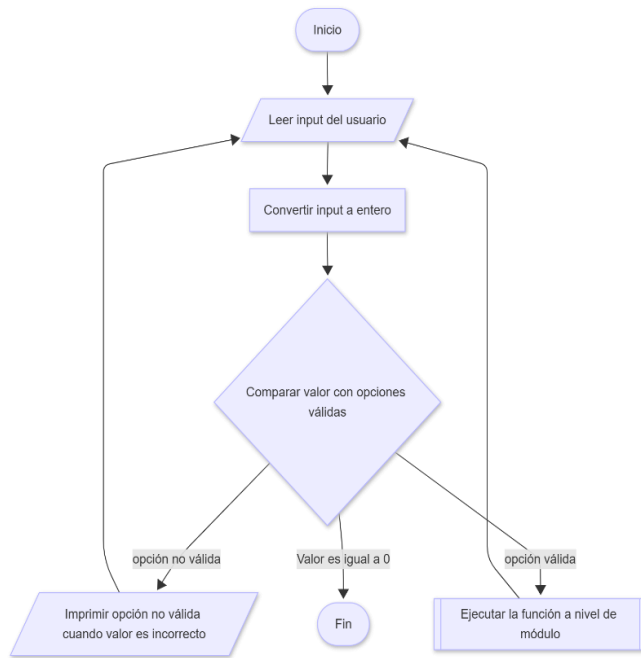 Inicio
Leer input del usuario
Convertir input a entero
Comparar valor con opciones
válidas
opción no válida
Valor es igual a 0
opción válida
Imprimir opción no válida
cuando valor es incorrecto
Fin
Ejecutar la función a nivel de
módulo